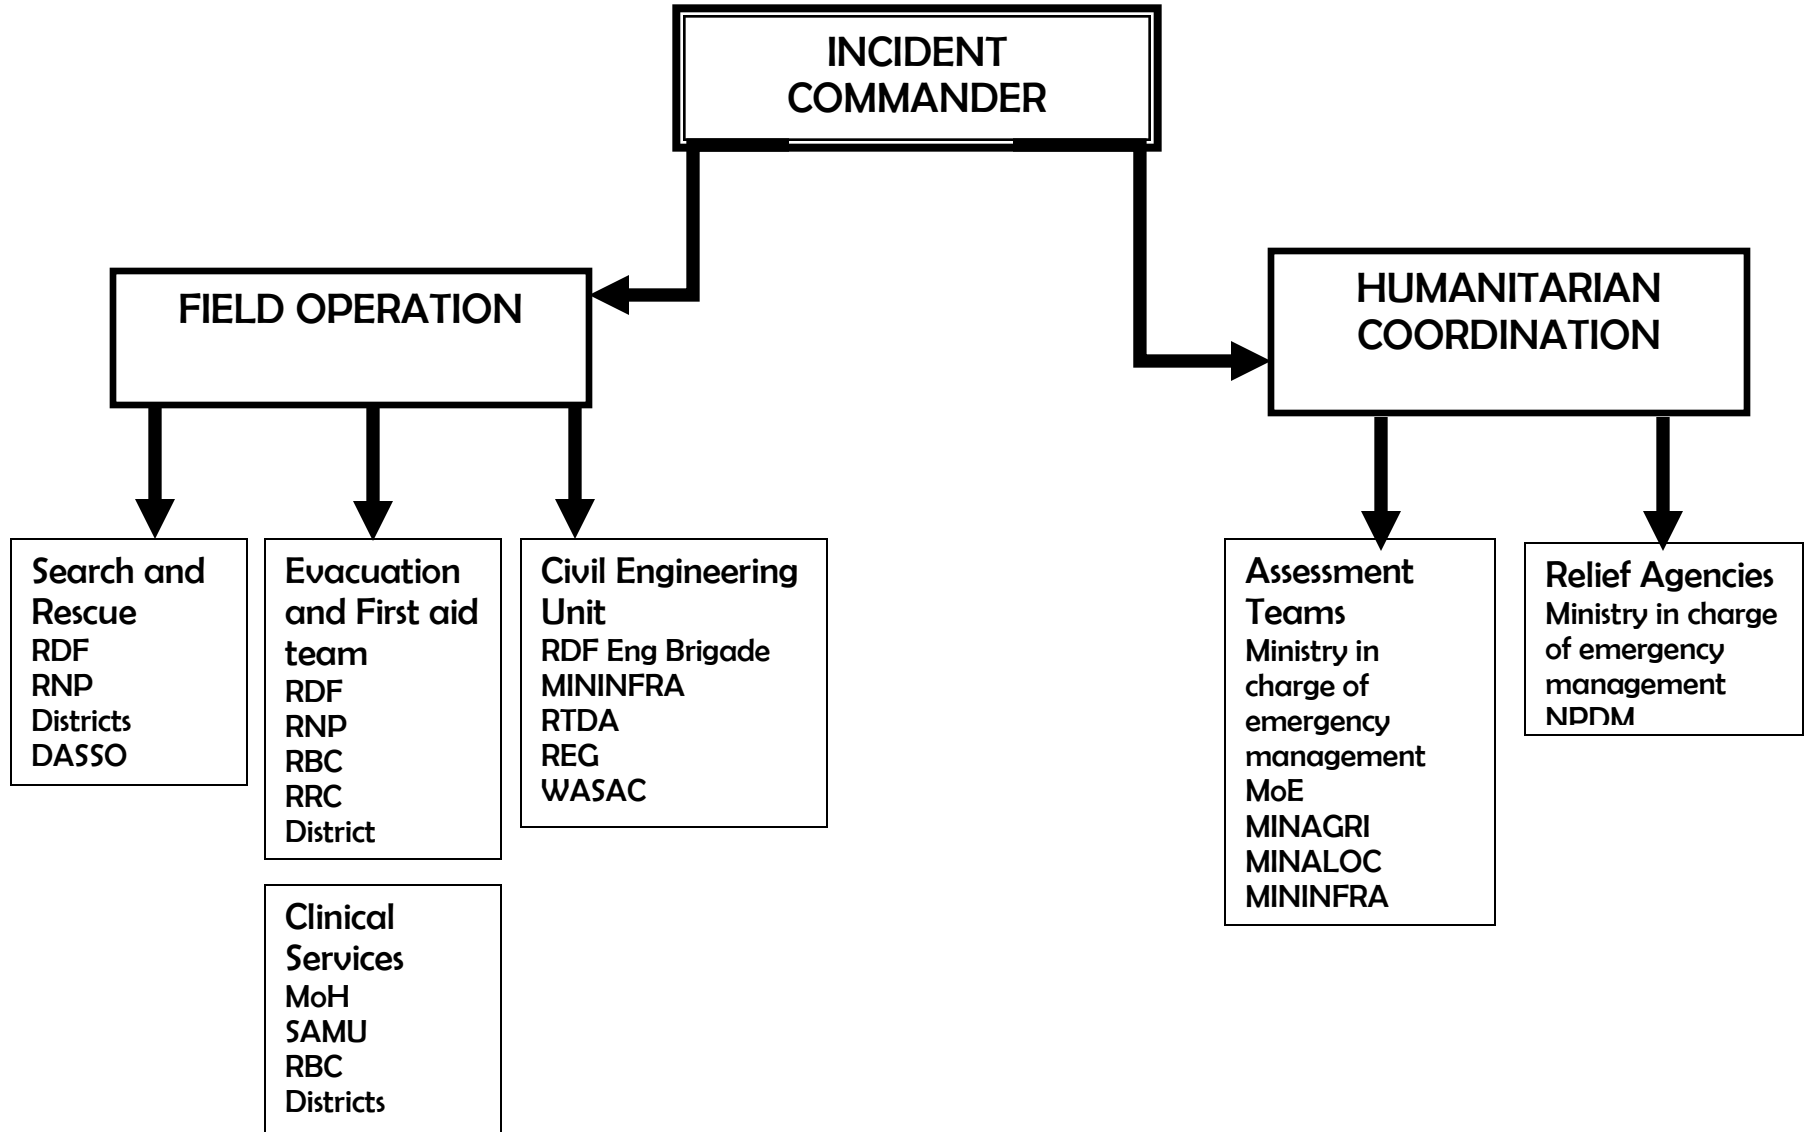 INCIDENT
COMMANDER
FIELD OPERATION
HUMANITARIAN
COORDINATION
Search and
Rescue
RDF
RNP
Districts
DASSO
Evacuation
and First aid
team
RDF
RNP
RBC
RRC
District
Civil Engineering
Unit
RDF Eng Brigade
MININFRA
RTDA
REG
WASAC
Assessment
Teams
Ministry in
charge of
emergency
management
MoE
MINAGRI
MINALOC
MININFRA
Relief Agencies
Ministry in charge
of emergency
management
NPDM
Clinical
Services
MoH
SAMU
RBC
Districts